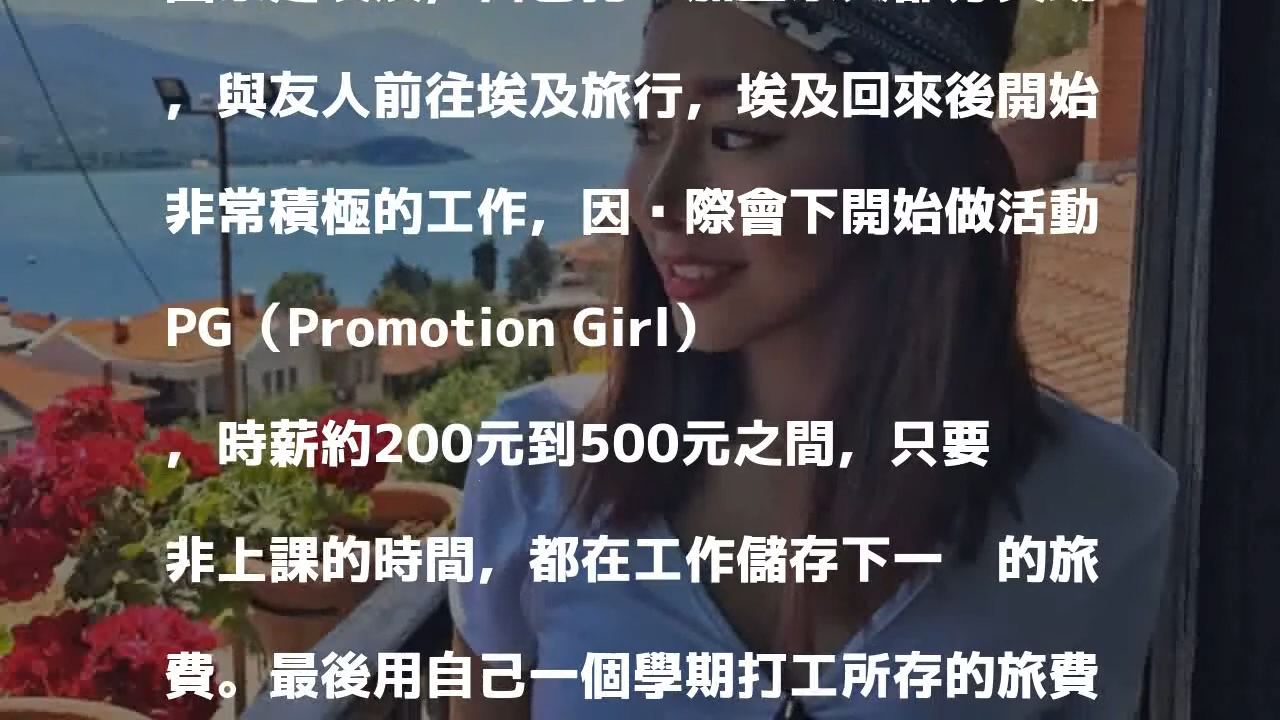 ，與友人前往埃及旅行，埃及回來後開始
非常積極的工作，因·際會下開始做活動
PG（Promotion Girl）
，時薪約200元到500元之間，只要
非上課的時間，都在工作儲存下一　的旅
費。最後用自己一個學期打工所存的旅費